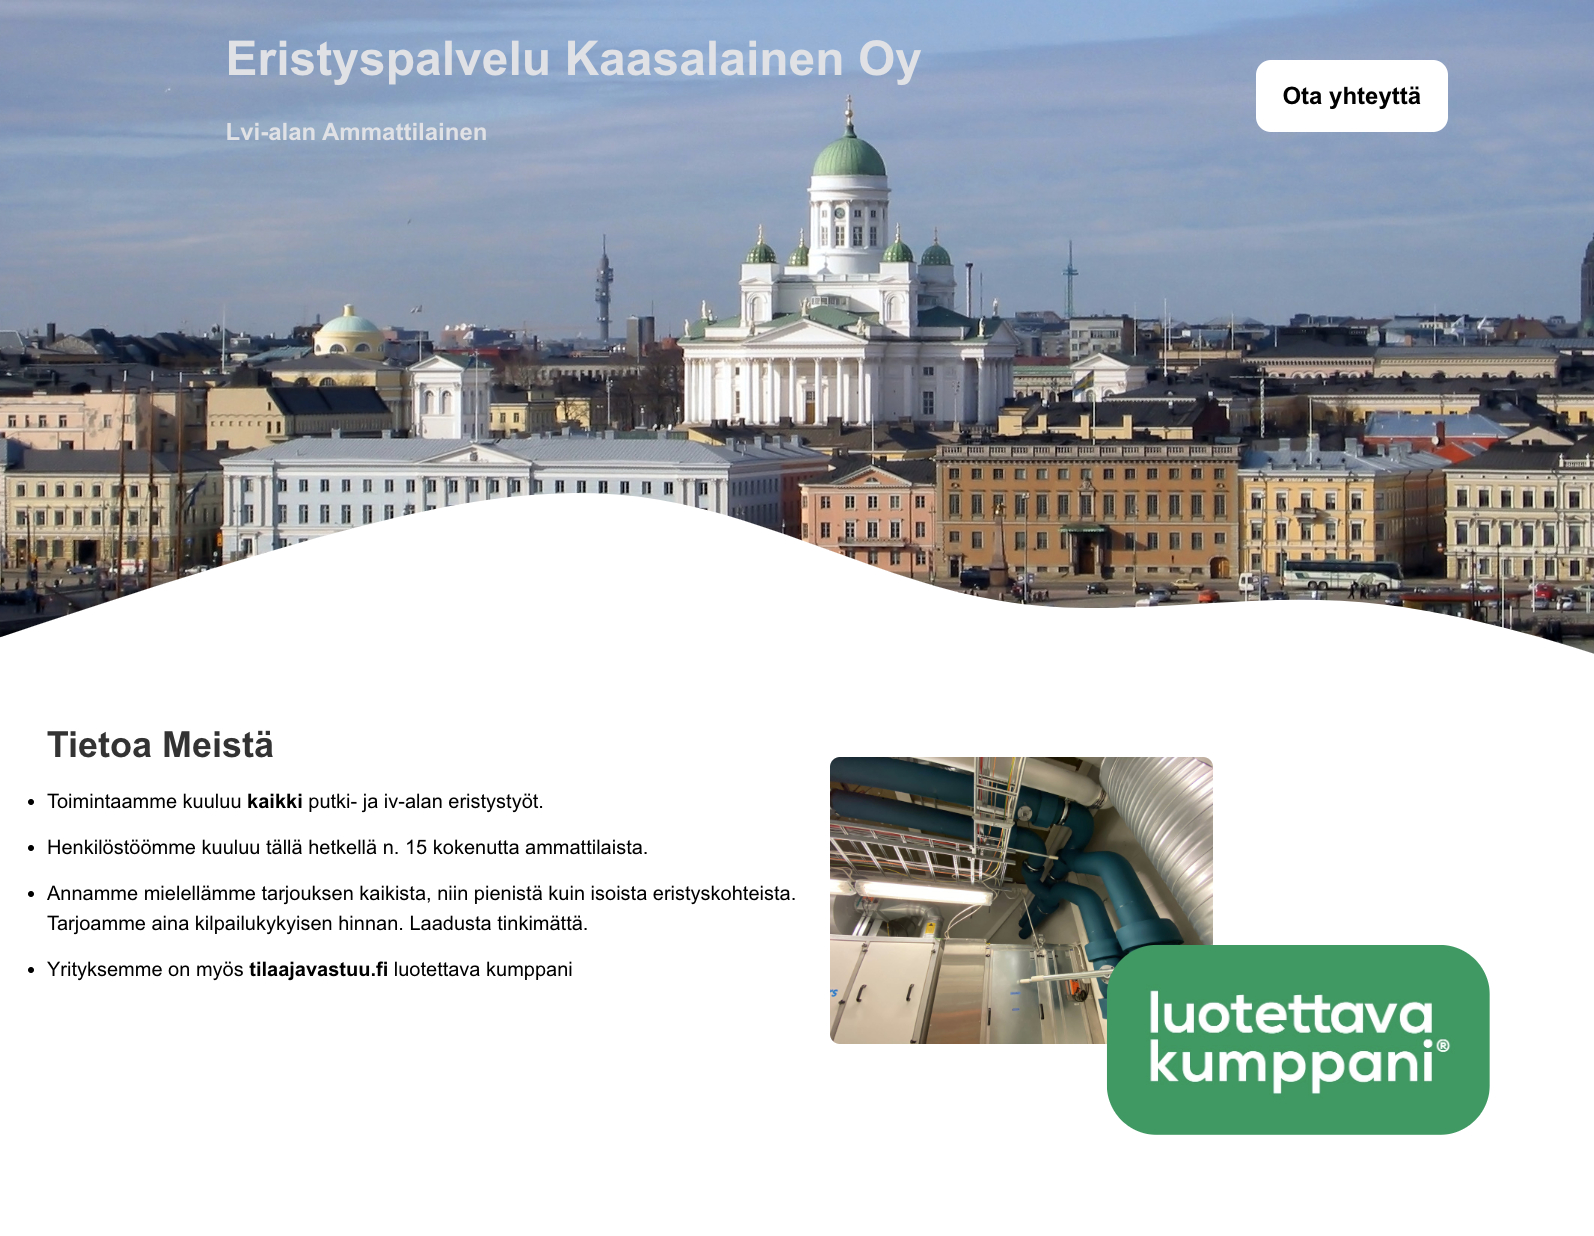 Eristyspalvelu Kaasalainen Oy
Lvi-alan Ammattilainen
Ota yhteyttä
Tietoa Meistä
Toimintaamme kuuluu kaikki putki- ja iv-alan eristystyöt.
Henkilöstöömme kuuluu tällä hetkellä n. 15 kokenutta ammattilaista.
Annamme mielellämme tarjouksen kaikista, niin pienistä kuin isoista eristyskohteista.
Tarjoamme aina kilpailukykyisen hinnan. Laadusta tinkimättä.
Yrityksemme on myös tilaajavastuu.fi luotettava kumppani
luotettava
kumppani®